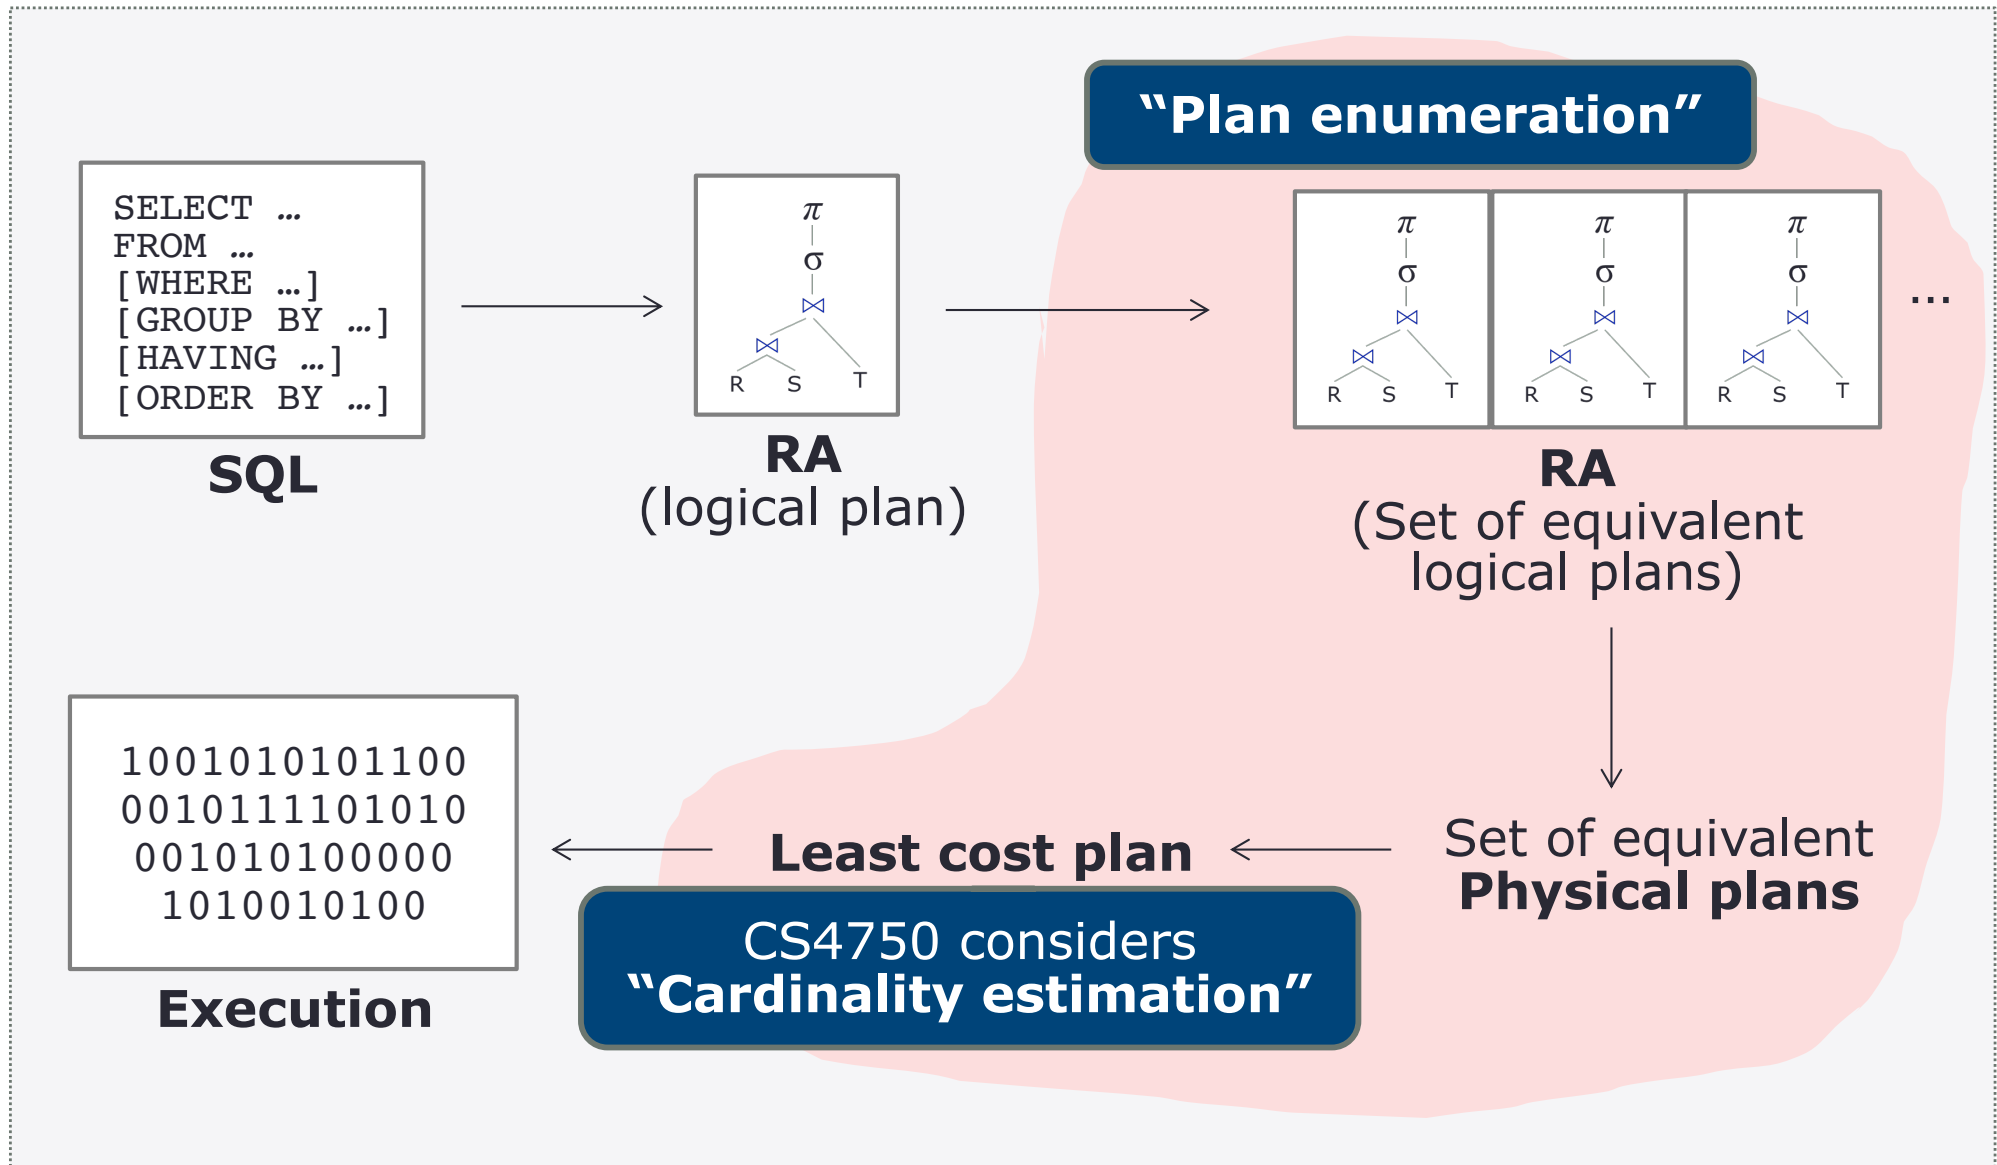 “Plan enumeration”
SELECT …
FROM …
[WHERE …]
[GROUP BY …]
[HAVING …]
[ORDER BY …]
SQL
π
σ
⋈
⋈
R S T
RA
(logical plan)
π
σ
⋈
⋈
R S T
π
σ
⋈
⋈
R S T
π
σ
⋈
⋈
R S T
...
RA
(Set of equivalent
logical plans)
Set of equivalent
Physical plans
Least cost plan
CS4750 considers
“Cardinality estimation”
1001010101100
0010111101010
001010100000
1010010100
Execution